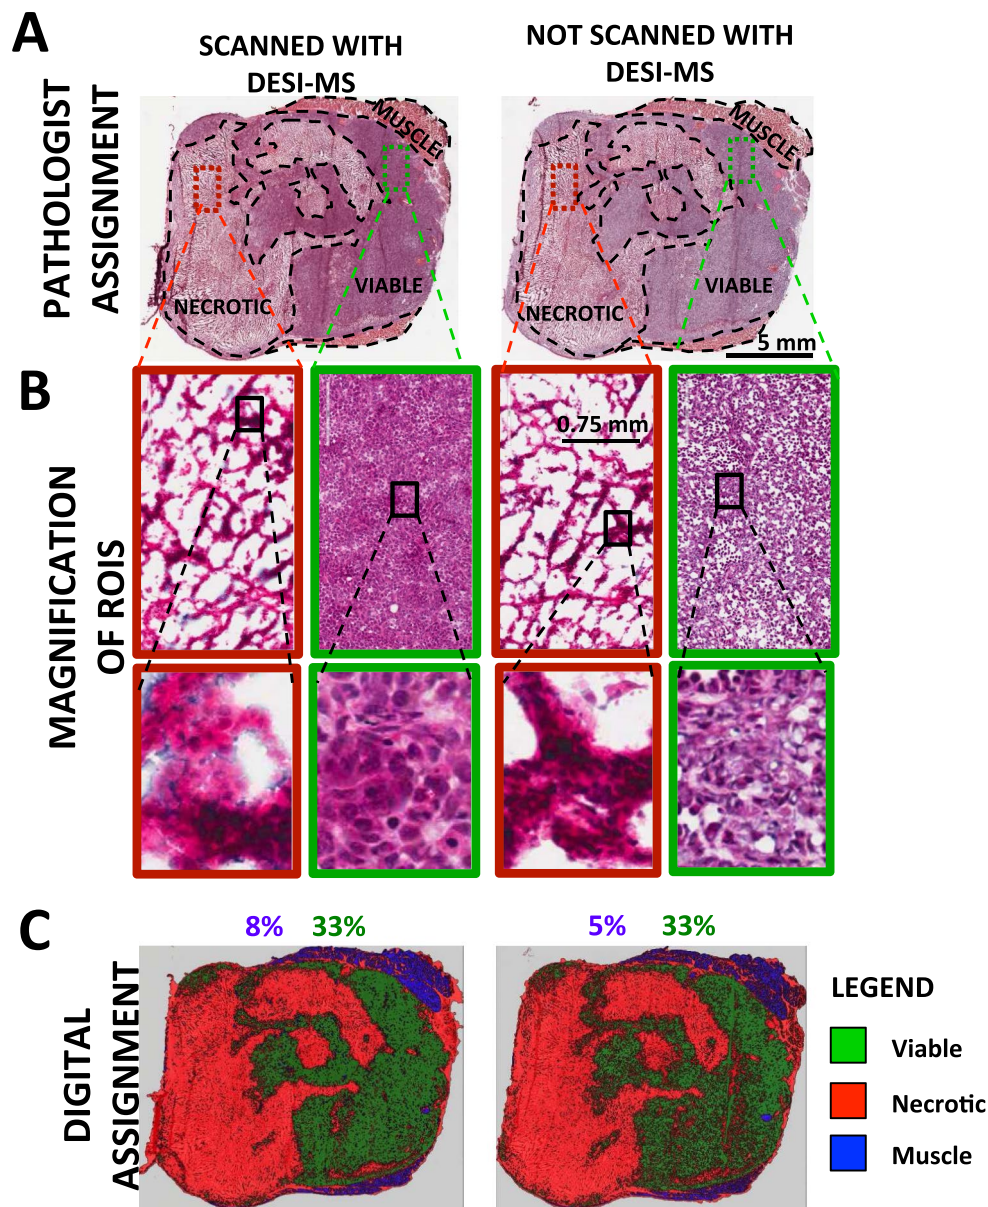 A
PATHOLOGIST
ASSIGNMENT
SCANNED WITH
DESI-MS
NOT SCANNED WITH
DESI-MS
MUSCLE
NECROTIC
VIABLE
MUSCLE
NECROTIC
VIABLE
5 mm
B
MAGNIFICATION
OF ROIS
0.75 mm
C
DIGITAL
ASSIGNMENT
8% 33%
5% 33%
LEGEND
Viable
Necrotic
Muscle